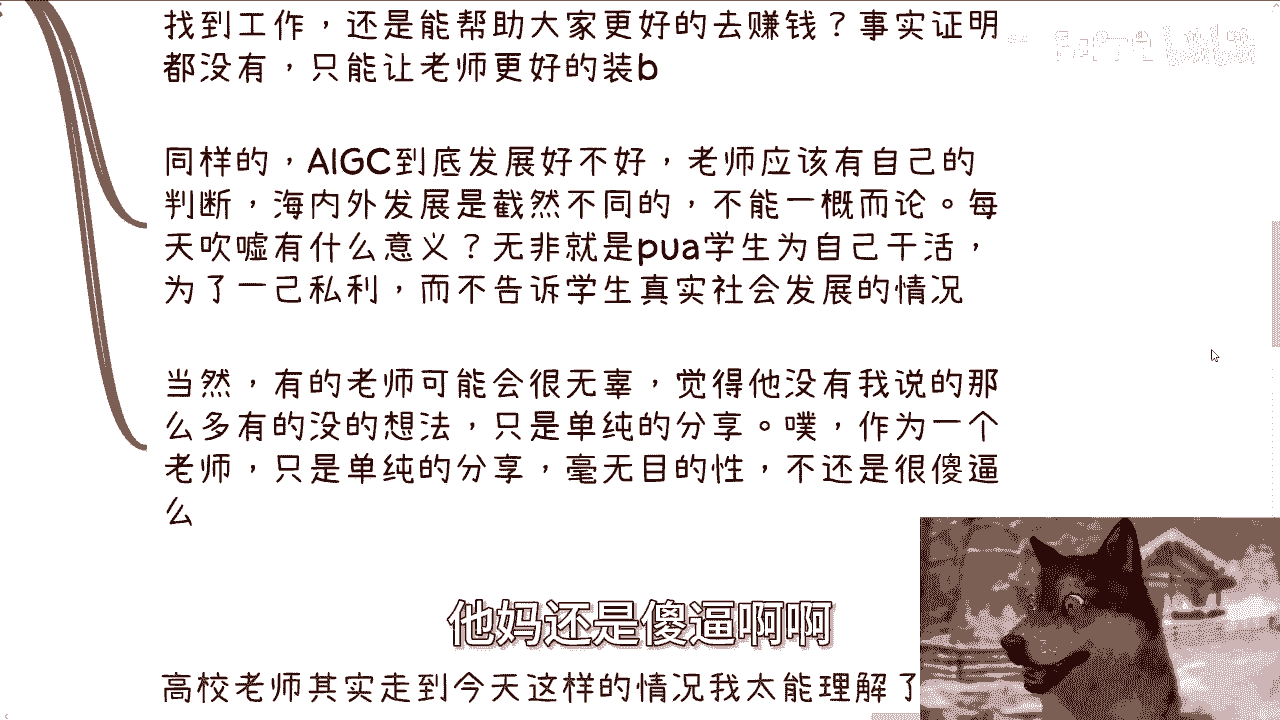 找到工作，还是能帮助大家更好的去赚钱？事实证明
都没有，只能让老师更好的装b
同样的，AIGC到底发展好不好，老师应该有自己的
判断，海内外发展是截然不同的，不能一概而论。每
天吹嘘有什么意义？无非就是pua学生为自己干活，
为了一己私利，而不告诉学生真实社会发展的情况
当然，有的老师可能会很无辜，觉得他没有我说的那
么多有的没的想法，只是单纯的分享。噗，作为一个
老师，只是单纯的分享，毫无目的性，不还是很傻逼
么
他妈还是傻逼啊啊
高校老师其实走到今天这样的情况我太能理解了